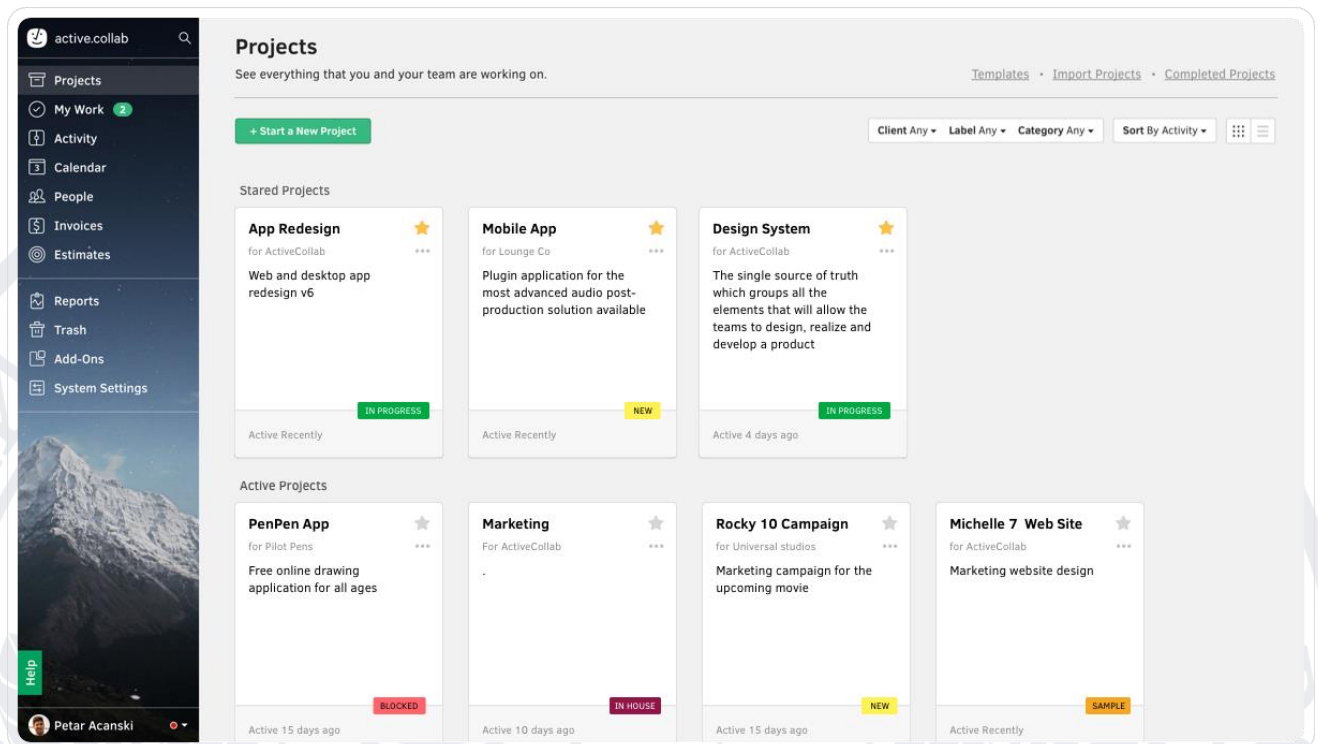 active.collab
Projects
My Work 2
Activity
3 Calendar
People
Invoices
Estimates
Reports
Trash
Add-Ons
System Settings
Help
Petar Acanski
Projects
See everything that you and your team are working on.
Templates • Import Projects • Completed Projects
+ Start a New Project
Client Any Label Any Category Any
Sort By Activity
Stared Projects
App Redesign
for ActiveCollab
Web and desktop app
redesign v6
IN PROGRESS
Active Recently
Mobile App
for Lounge Co
Plugin application for the
most advanced audio post-
production solution available
NEW
Active Recently
Design System
for ActiveCollab
The single source of truth
which groups all the
elements that will allow the
teams to design, realize and
develop a product
IN PROGRESS
Active 4 days ago
Active Projects
PenPen App
for Pilot Pens
Free online drawing
application for all ages
BLOCKED
Active 15 days ago
Marketing
For ActiveCollab
.
IN HOUSE
Active 10 days ago
Rocky 10 Campaign
for Universal studios
Marketing campaign for the
upcoming movie
NEW
Active 15 days ago
Michelle 7 Web Site
for ActiveCollab
Marketing website design
SAMPLE
Active Recently